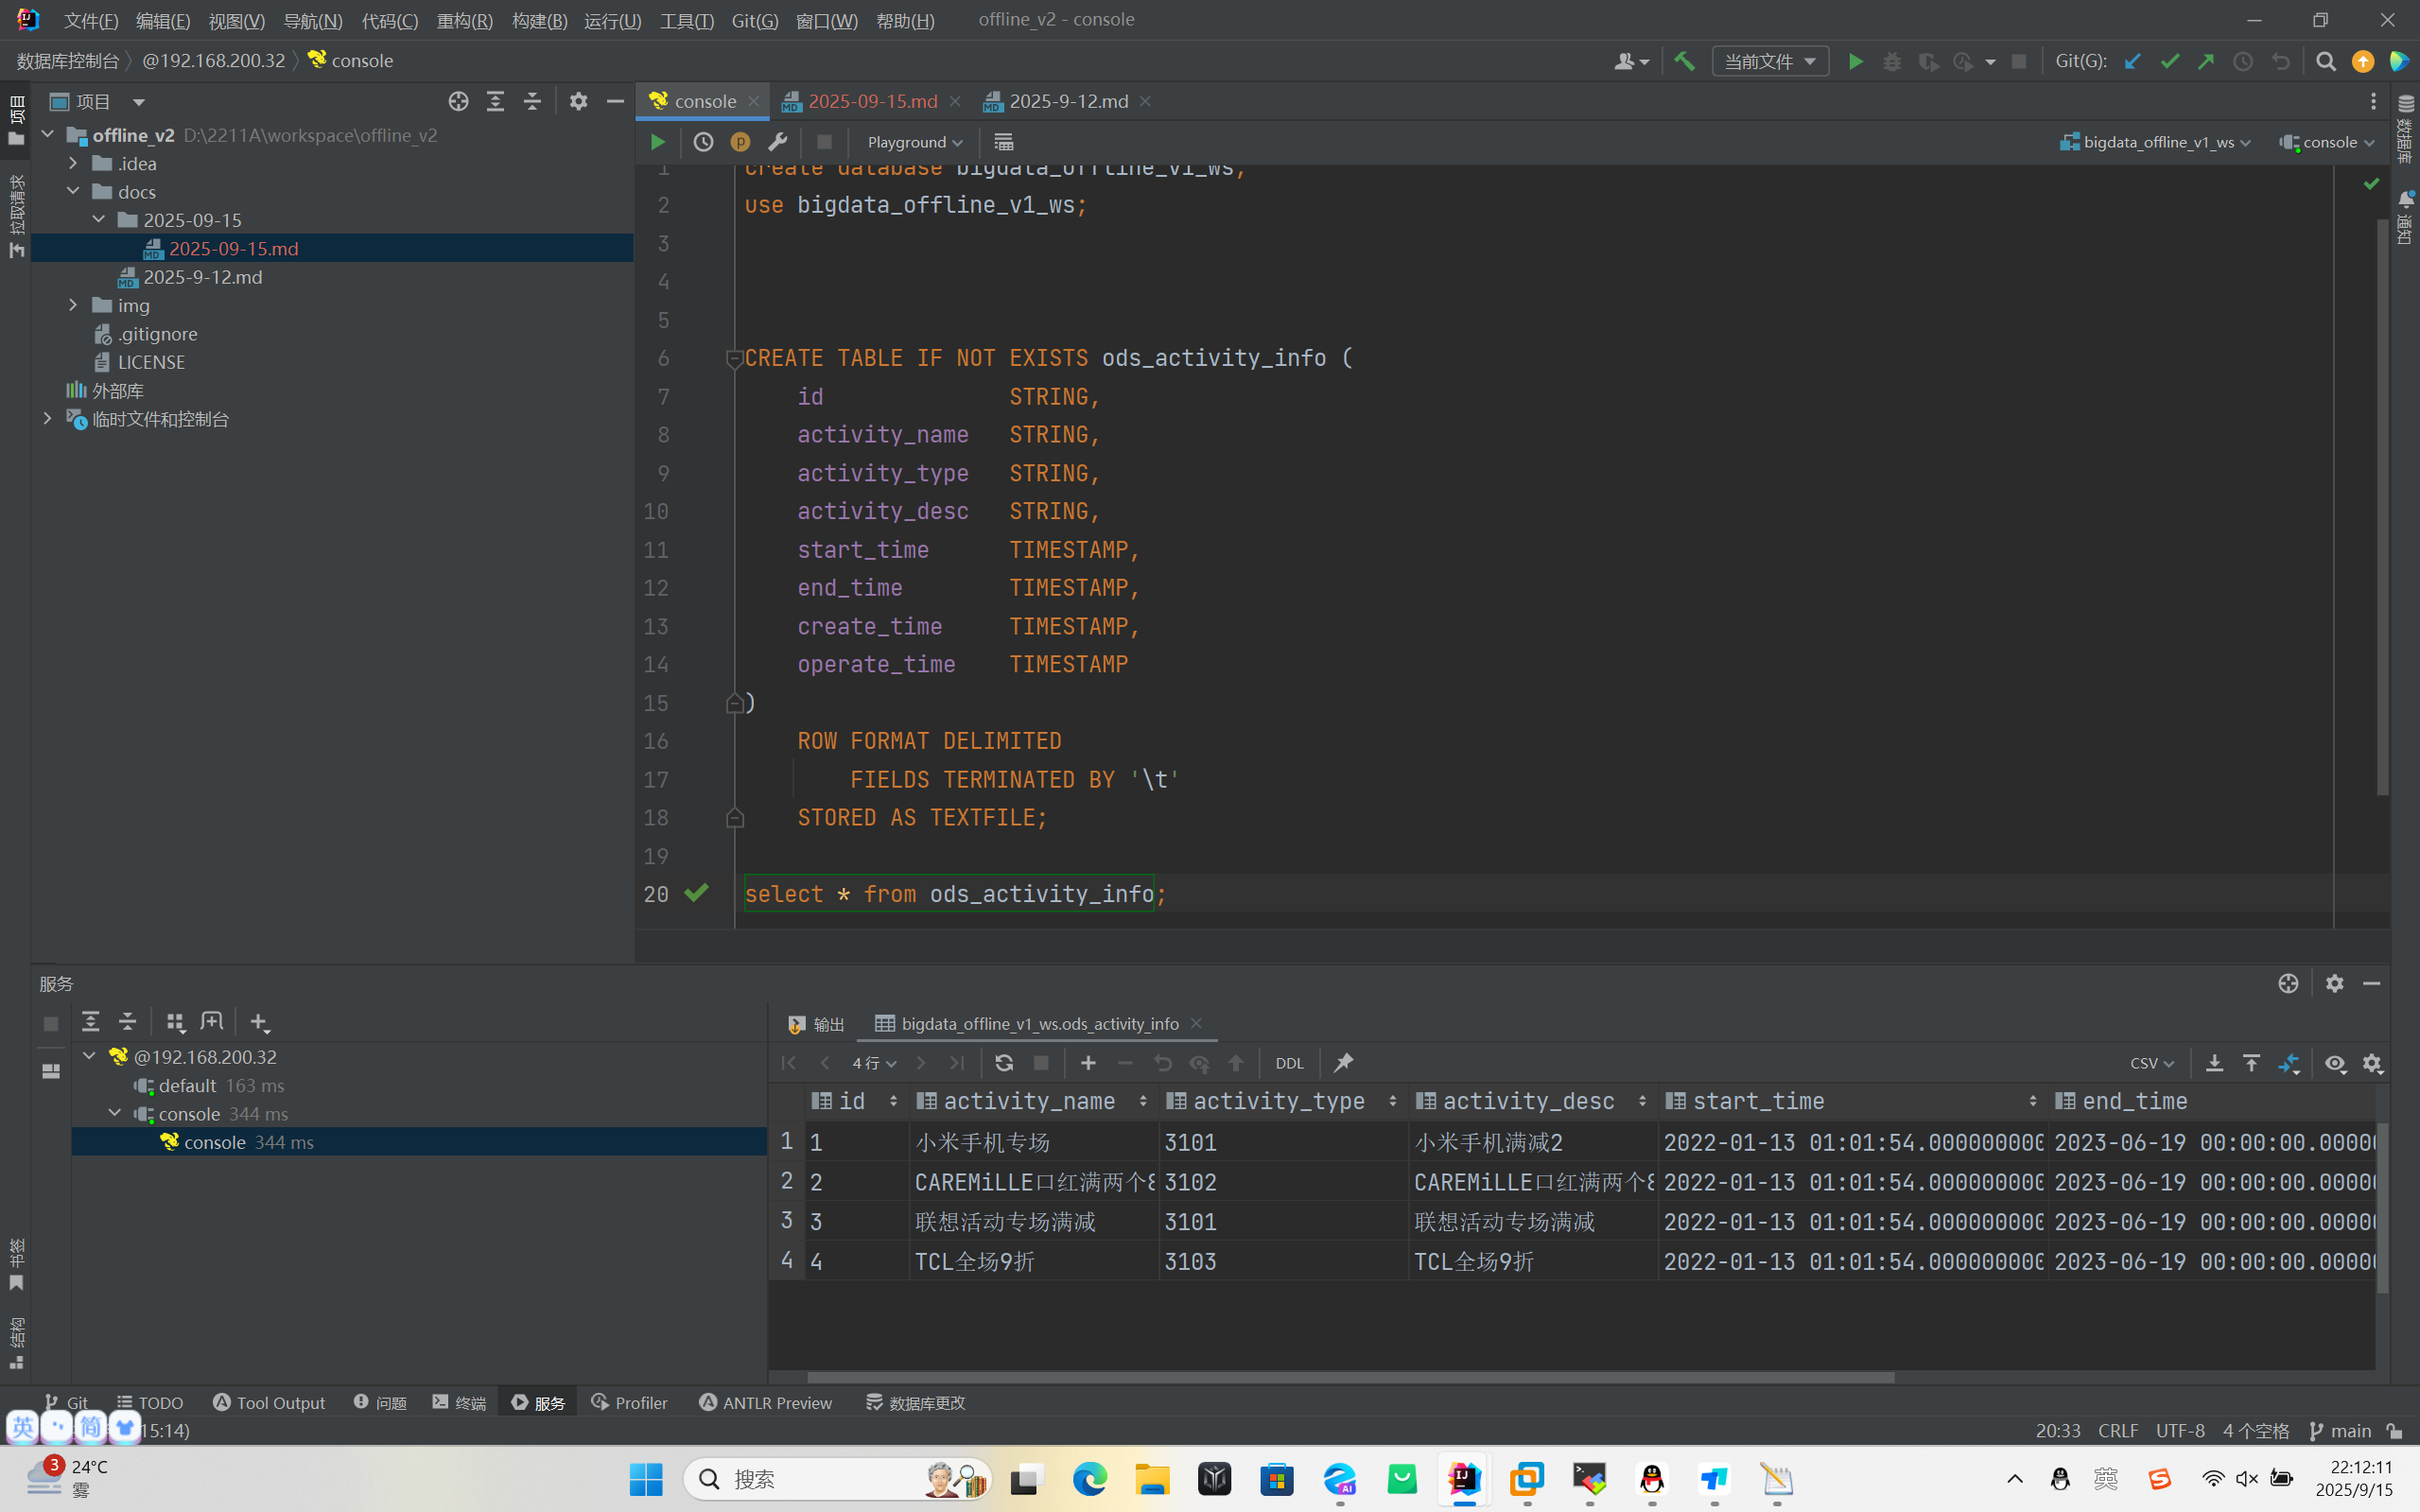 文件(F) 编辑(E) 视图(V) 导航(N) 代码(C) 重构(R) 构建(B) 运行(U) 工具(T) Git(G) 窗口(W) 帮助(H) offline_v2 - console
数据库控制台 @192.168.200.32 console 当前文件 Git(G):
项目
offline_v2 D:\2211A\workspace\offline_v2
.idea
docs
2025-09-15
2025-09-15.md
2025-9-12.md
img
.gitignore
LICENSE
外部库
临时文件和控制台
项目
拉取请求
书签
结构
console 2025-09-15.md 2025-9-12.md
Playground bigdata_offline_v1_ws console
数据库
通知
1 create database bigdata_offline_v1_ws;
2 use bigdata_offline_v1_ws;
3
4
5
6 CREATE TABLE IF NOT EXISTS ods_activity_info (
7 id STRING,
8 activity_name STRING,
9 activity_type STRING,
10 activity_desc STRING,
11 start_time TIMESTAMP,
12 end_time TIMESTAMP,
13 create_time TIMESTAMP,
14 operate_time TIMESTAMP
15 )
16 ROW FORMAT DELIMITED
17 FIELDS TERMINATED BY '\t'
18 STORED AS TEXTFILE;
19
20 select * from ods_activity_info;
服务
@192.168.200.32
default 163 ms
console 344 ms
console 344 ms
输出 bigdata_offline_v1_ws.ods_activity_info
4 行 DDL CSV
id activity_name activity_type activity_desc start_time end_time
1 1 小米手机专场 3101 小米手机满减2 2022-01-13 01:01:54.000000000 2023-06-19 00:00:00.00000
2 2 CAREMiLLE口红满两个8 3102 CAREMiLLE口红满两个8 2022-01-13 01:01:54.000000000 2023-06-19 00:00:00.00000
3 3 联想活动专场满减 3101 联想活动专场满减 2022-01-13 01:01:54.000000000 2023-06-19 00:00:00.00000
4 4 TCL全场9折 3103 TCL全场9折 2022-01-13 01:01:54.000000000 2023-06-19 00:00:00.00000
Git TODO Tool Output 问题 终端 服务 Profiler ANTLR Preview 数据库更改
英 简 15:14) 20:33 CRLF UTF-8 4 个空格 main
3 24°C
雾
搜索
英
22:12:11
2025/9/15